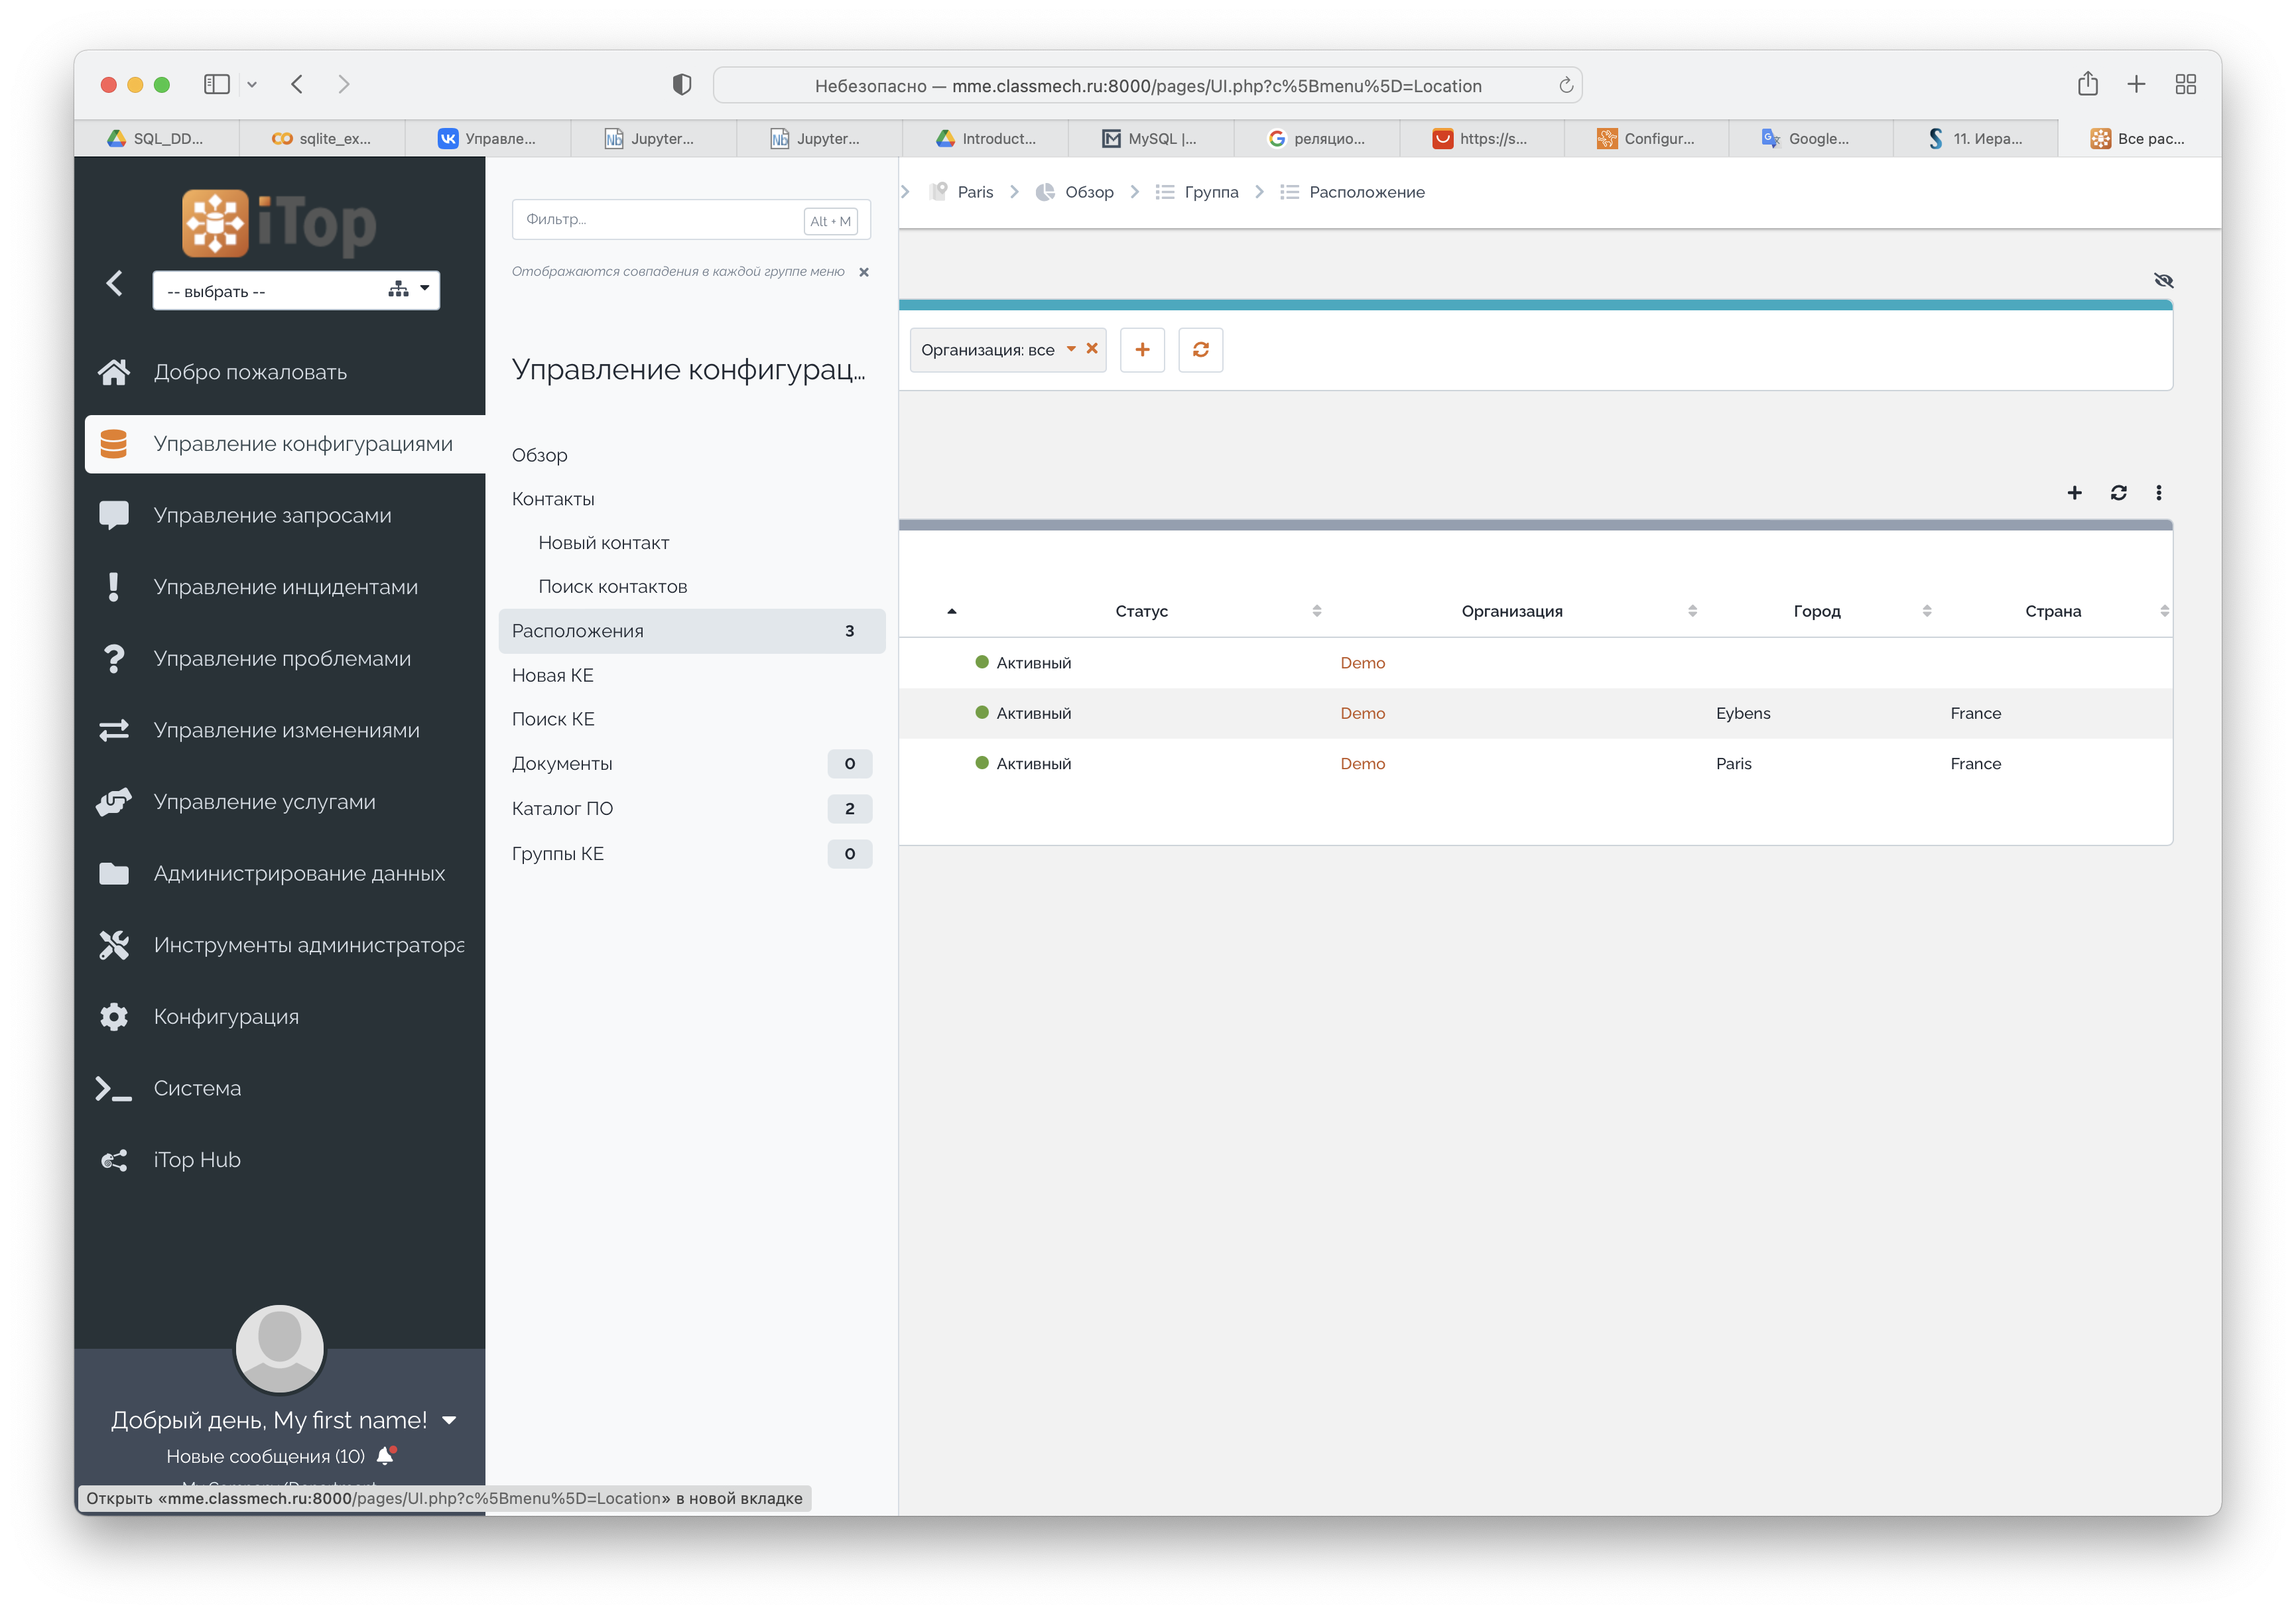 Небезопасно — mme.classmech.ru:8000/pages/UI.php?c%5Bmenu%5D=Location
SQL_DD...
sqlite_ex...
Управле...
Jupyter...
Jupyter...
Introduct...
MySQL |...
реляцио...
https://s...
Configur...
Google...
11. Иера...
Все рас...
iTop
-- выбрать --
Добро пожаловать
Управление конфигурациями
Управление запросами
Управление инцидентами
Управление проблемами
Управление изменениями
Управление услугами
Администрирование данных
Инструменты администратора
Конфигурация
Система
iTop Hub
Добрый день, My first name!
Новые сообщения (10)
Открыть «mme.classmech.ru:8000/pages/UI.php?c%5Bmenu%5D=Location» в новой вкладке
Фильтр...
Alt + M
Отображаются совпадения в каждой группе меню
Управление конфигурац...
Обзор
Контакты
Новый контакт
Поиск контактов
Расположения 3
Новая КЕ
Поиск КЕ
Документы 0
Каталог ПО 2
Группы КЕ 0
Paris Обзор Группа Расположение
Организация: все
Статус Организация Город Страна
Активный Demo
Активный Demo Eybens France
Активный Demo Paris France